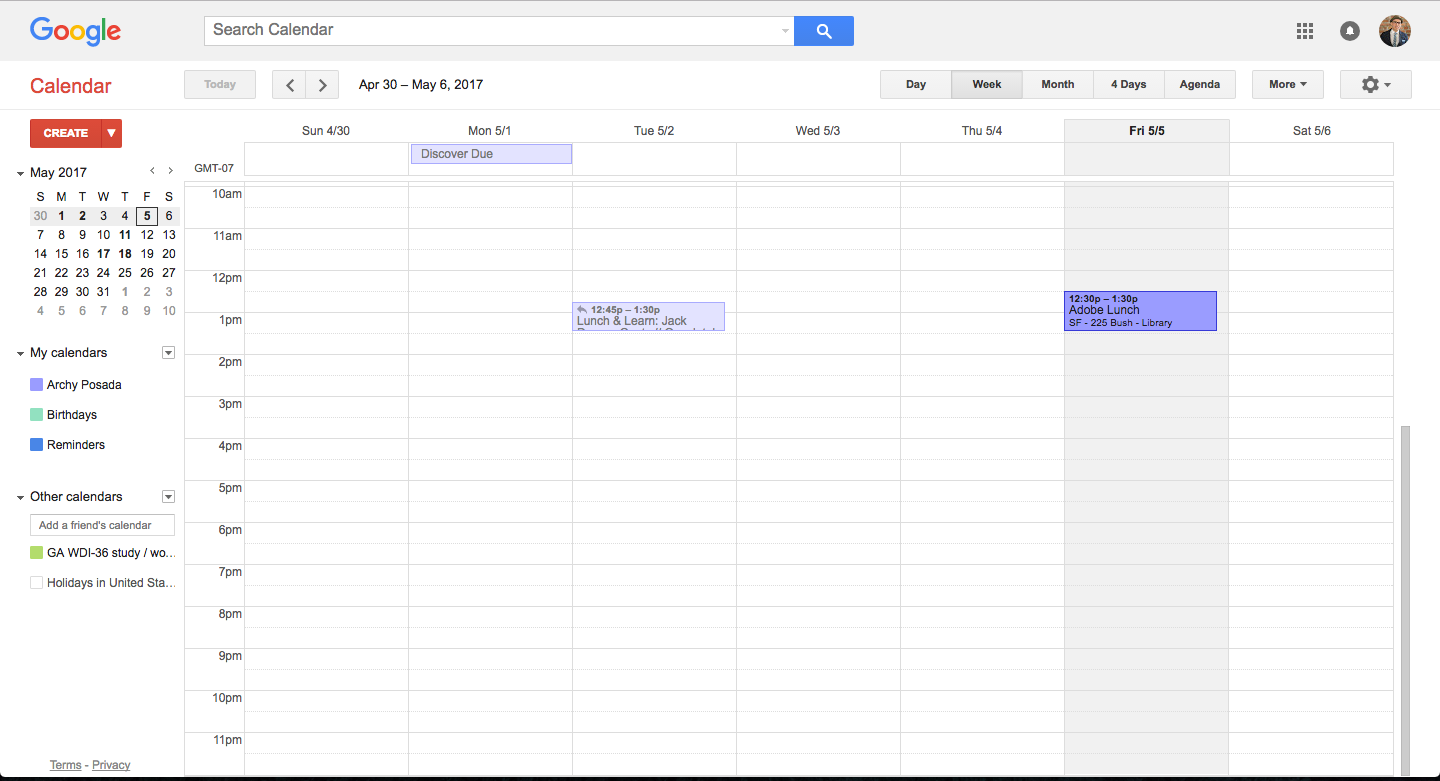 Google
Search Calendar
Calendar
Today
Apr 30 – May 6, 2017
Day Week Month 4 Days Agenda
More
CREATE
May 2017
S M T W T F S
30 1 2 3 4 5 6
7 8 9 10 11 12 13
14 15 16 17 18 19 20
21 22 23 24 25 26 27
28 29 30 31 1 2 3
4 5 6 7 8 9 10
My calendars
Archy Posada
Birthdays
Reminders
Other calendars
Add a friend's calendar
GA WDI-36 study / wo...
Holidays in United Sta...
Terms - Privacy
Sun 4/30 Mon 5/1 Tue 5/2 Wed 5/3 Thu 5/4 Fri 5/5 Sat 5/6
GMT-07
Discover Due
10am
11am
12pm
1pm
2pm
3pm
4pm
5pm
6pm
7pm
8pm
9pm
10pm
11pm
12:45p – 1:30p
Lunch & Learn: Jack
12:30p – 1:30p
Adobe Lunch
SF - 225 Bush - Library